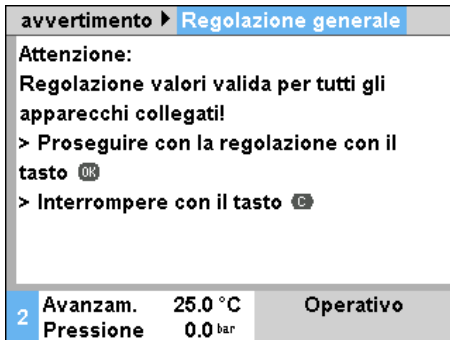 avvertimento ▶ Regolazione generale
Attenzione:
Regolazione valori valida per tutti gli
apparecchi collegati!
> Proseguire con la regolazione con il
tasto OK
> Interrompere con il tasto C
2 Avanzam. 25.0 °C Operativo
Pressione 0.0 bar